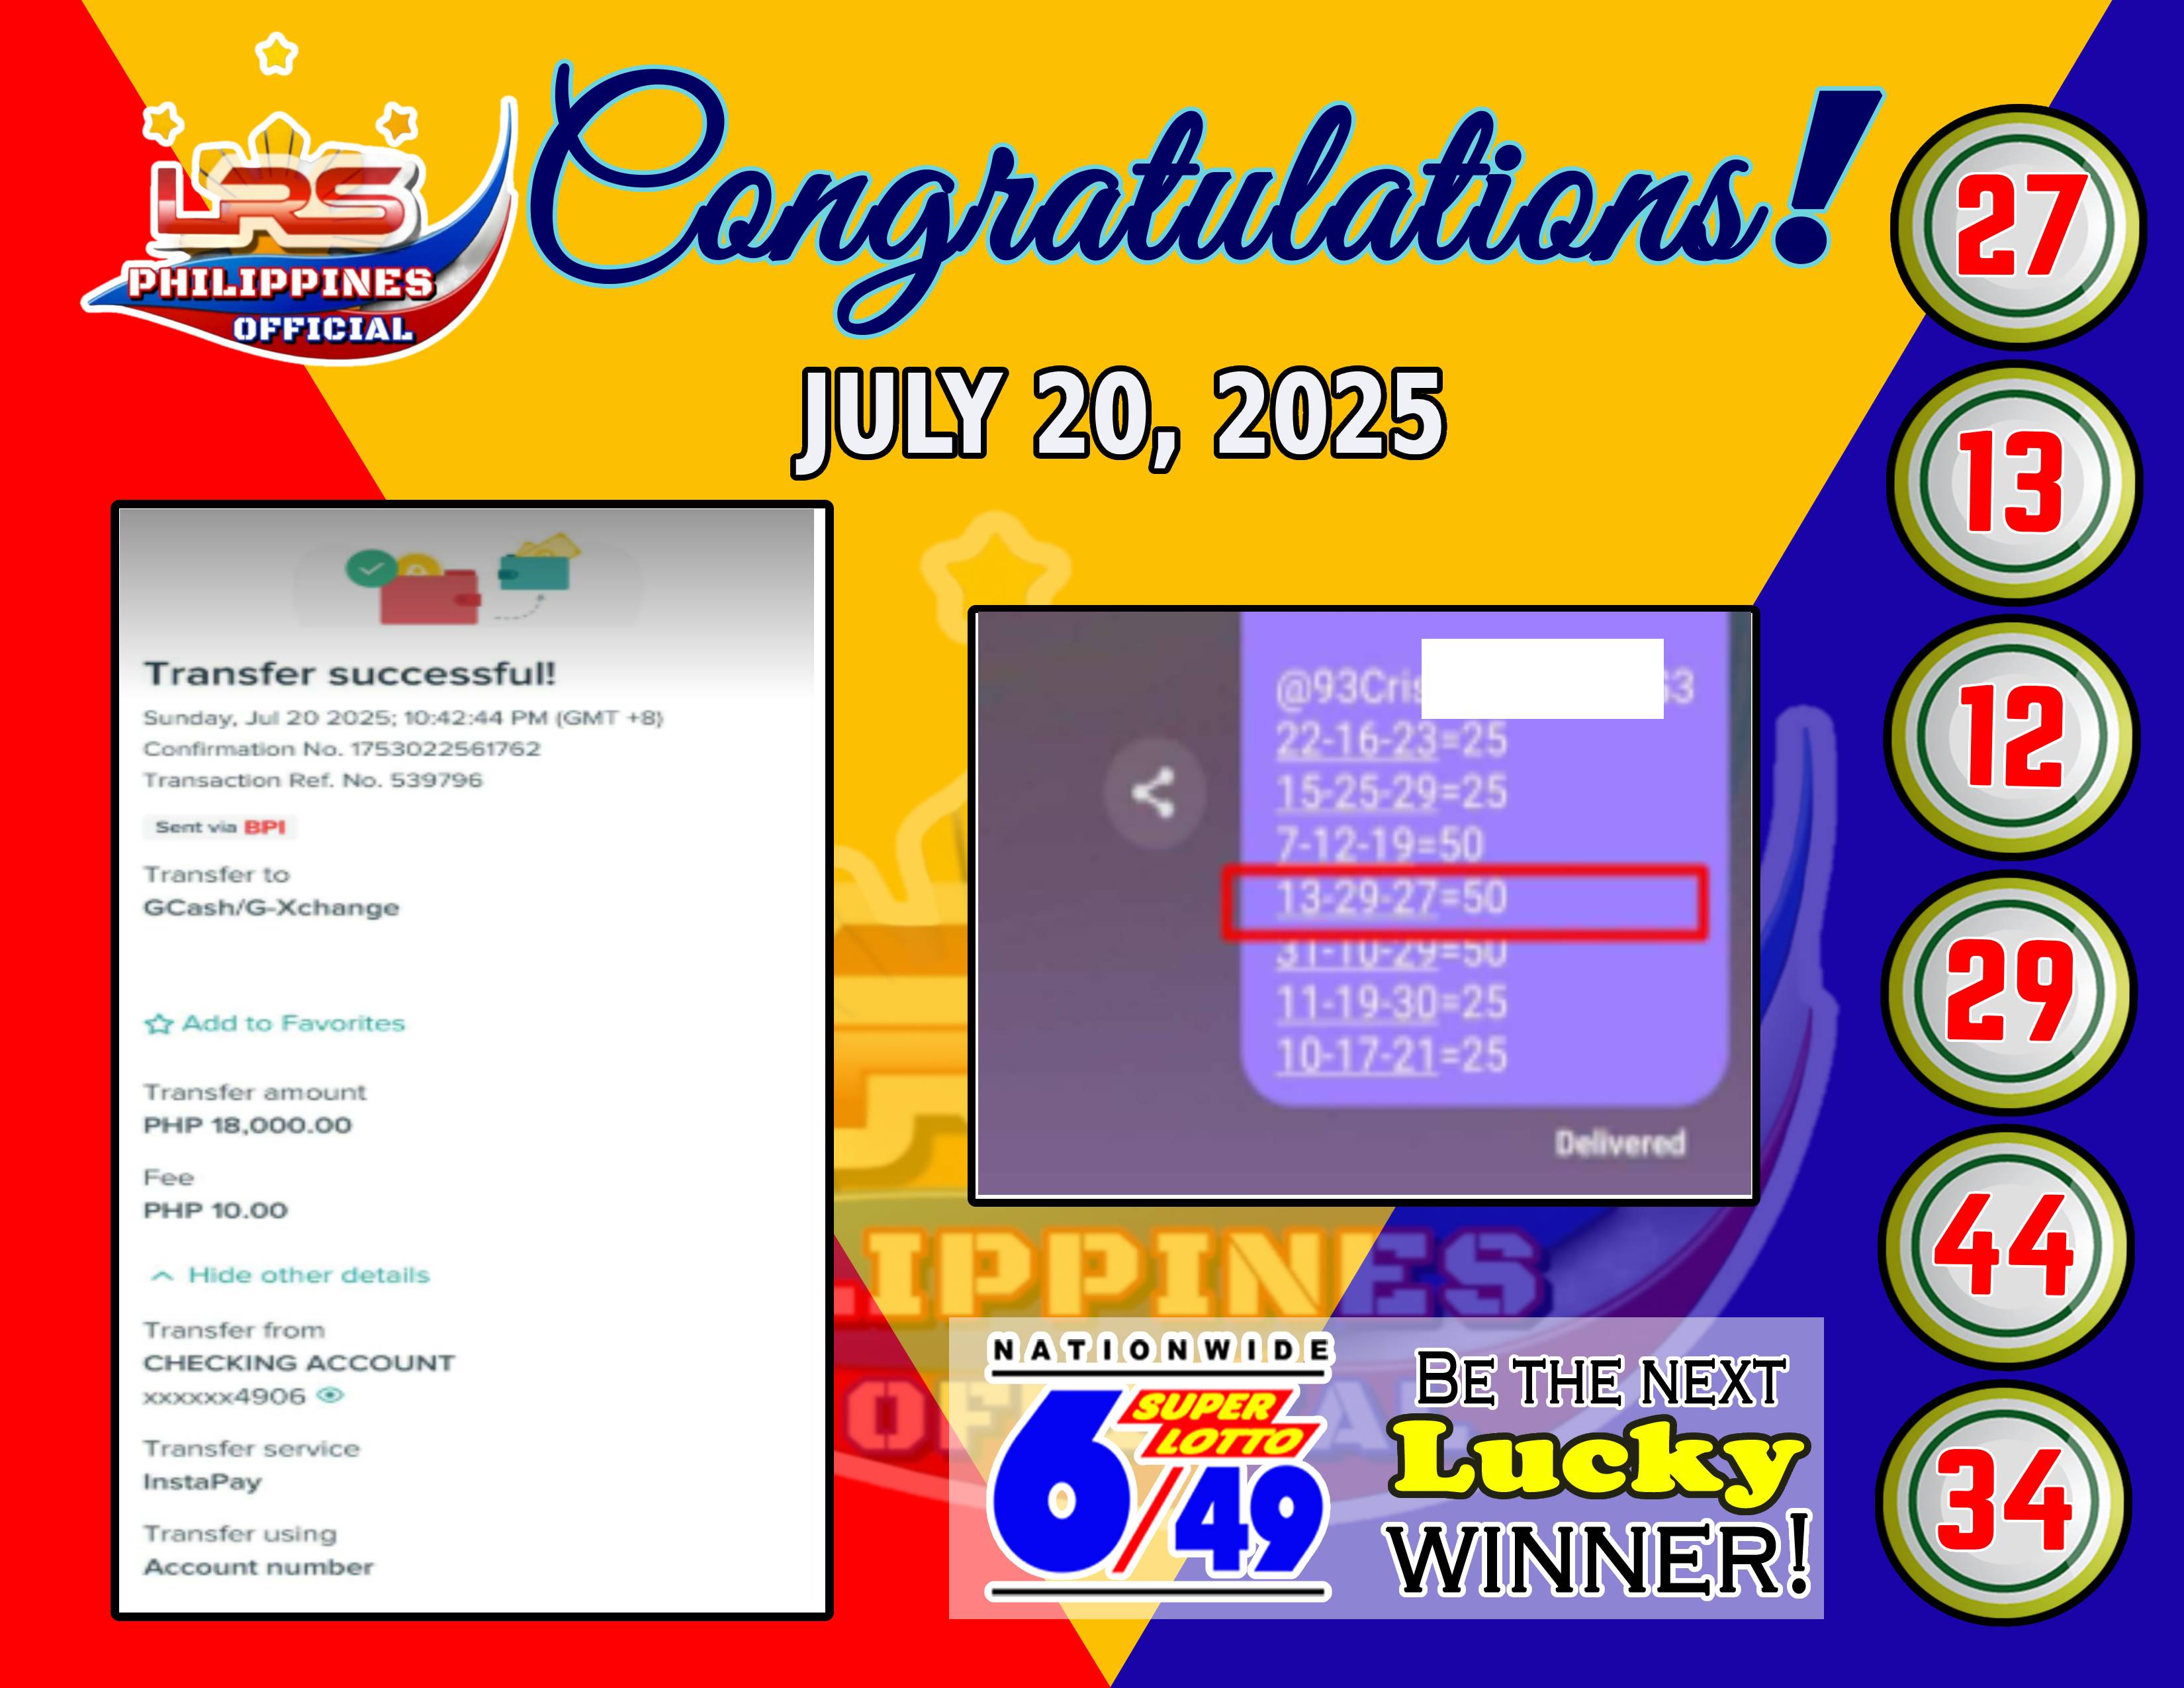 LRS
PHILIPPINES
OFFICIAL
Congratulations!
JULY 20, 2025
Transfer successful!
Sunday, Jul 20 2025; 10:42:44 PM (GMT +8)
Confirmation No. 1753022561762
Transaction Ref. No. 539796
Sent via BPI
Transfer to
GCash/G-Xchange
Add to Favorites
Transfer amount
PHP 18,000.00
Fee
PHP 10.00
Hide other details
Transfer from
CHECKING ACCOUNT
xxxxxx4906
Transfer service
InstaPay
Transfer using
Account number
@93Cris 63
22-16-23=25
15-25-29=25
7-12-19=50
13-29-27=50
31-10-29=50
11-19-30=25
10-17-21=25
Delivered
LIPPINES
NATIONWIDE
6/49
SUPER
LOTTO
BE THE NEXT
Lucky
WINNER!
27
13
12
29
44
34